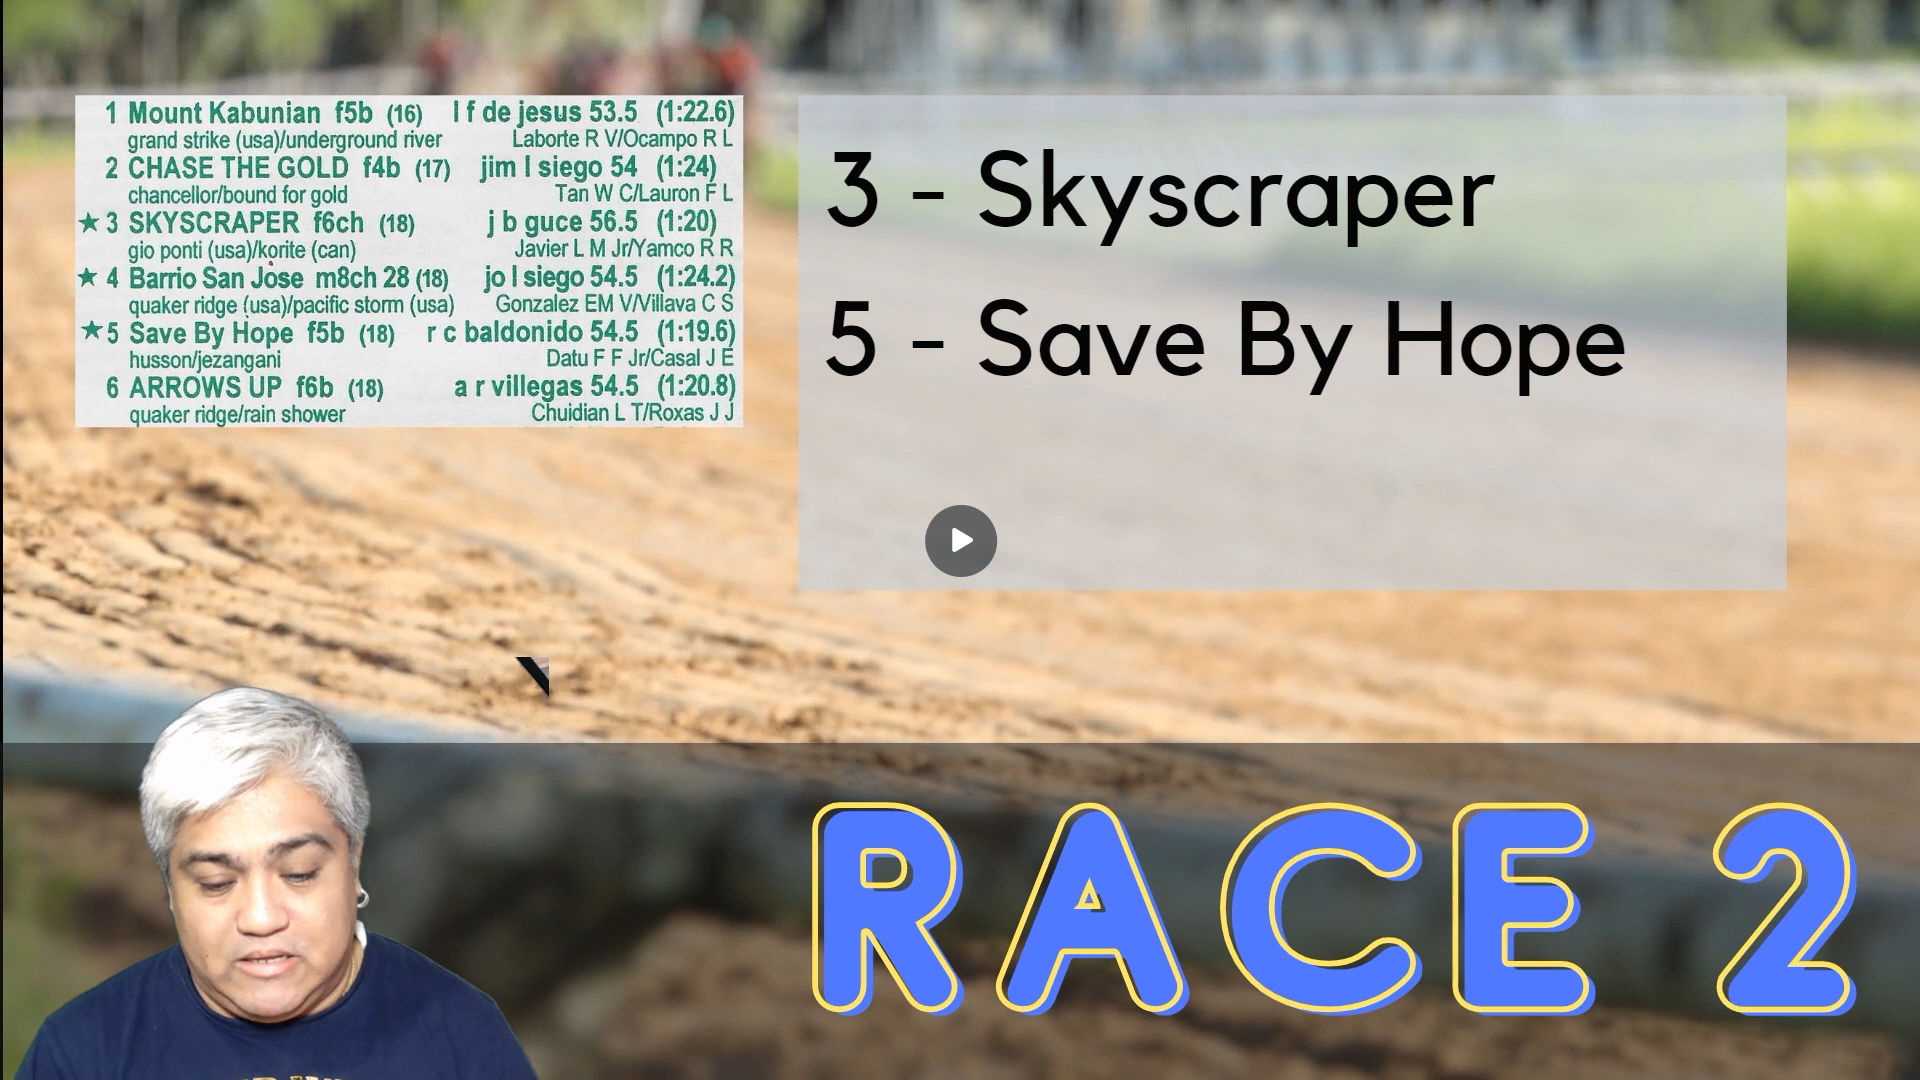 1 Mount Kabunian f5b (16) l f de jesus 53.5 (1:22.6)
grand strike (usa)/underground river Laborte R V/Ocampo R L
2 CHASE THE GOLD f4b (17) jim l siego 54 (1:24)
chancellor/bound for gold Tan W C/Lauron F L
★ 3 SKYSCRAPER f6ch (18) j b guce 56.5 (1:20)
gio ponti (usa)/korite (can) Javier L M Jr/Yamco R R
★ 4 Barrio San Jose m8ch 28 (18) jo l siego 54.5 (1:24.2)
quaker ridge (usa)/pacific storm (usa) Gonzalez EM V/Villava C S
★ 5 Save By Hope f5b (18) r c baldonido 54.5 (1:19.6)
husson/jezangani Datu F F Jr/Casal J E
6 ARROWS UP f6b (18) a r villegas 54.5 (1:20.8)
quaker ridge/rain shower Chuidian L T/Roxas J J
3 - Skyscraper
5 - Save By Hope
RACE 2